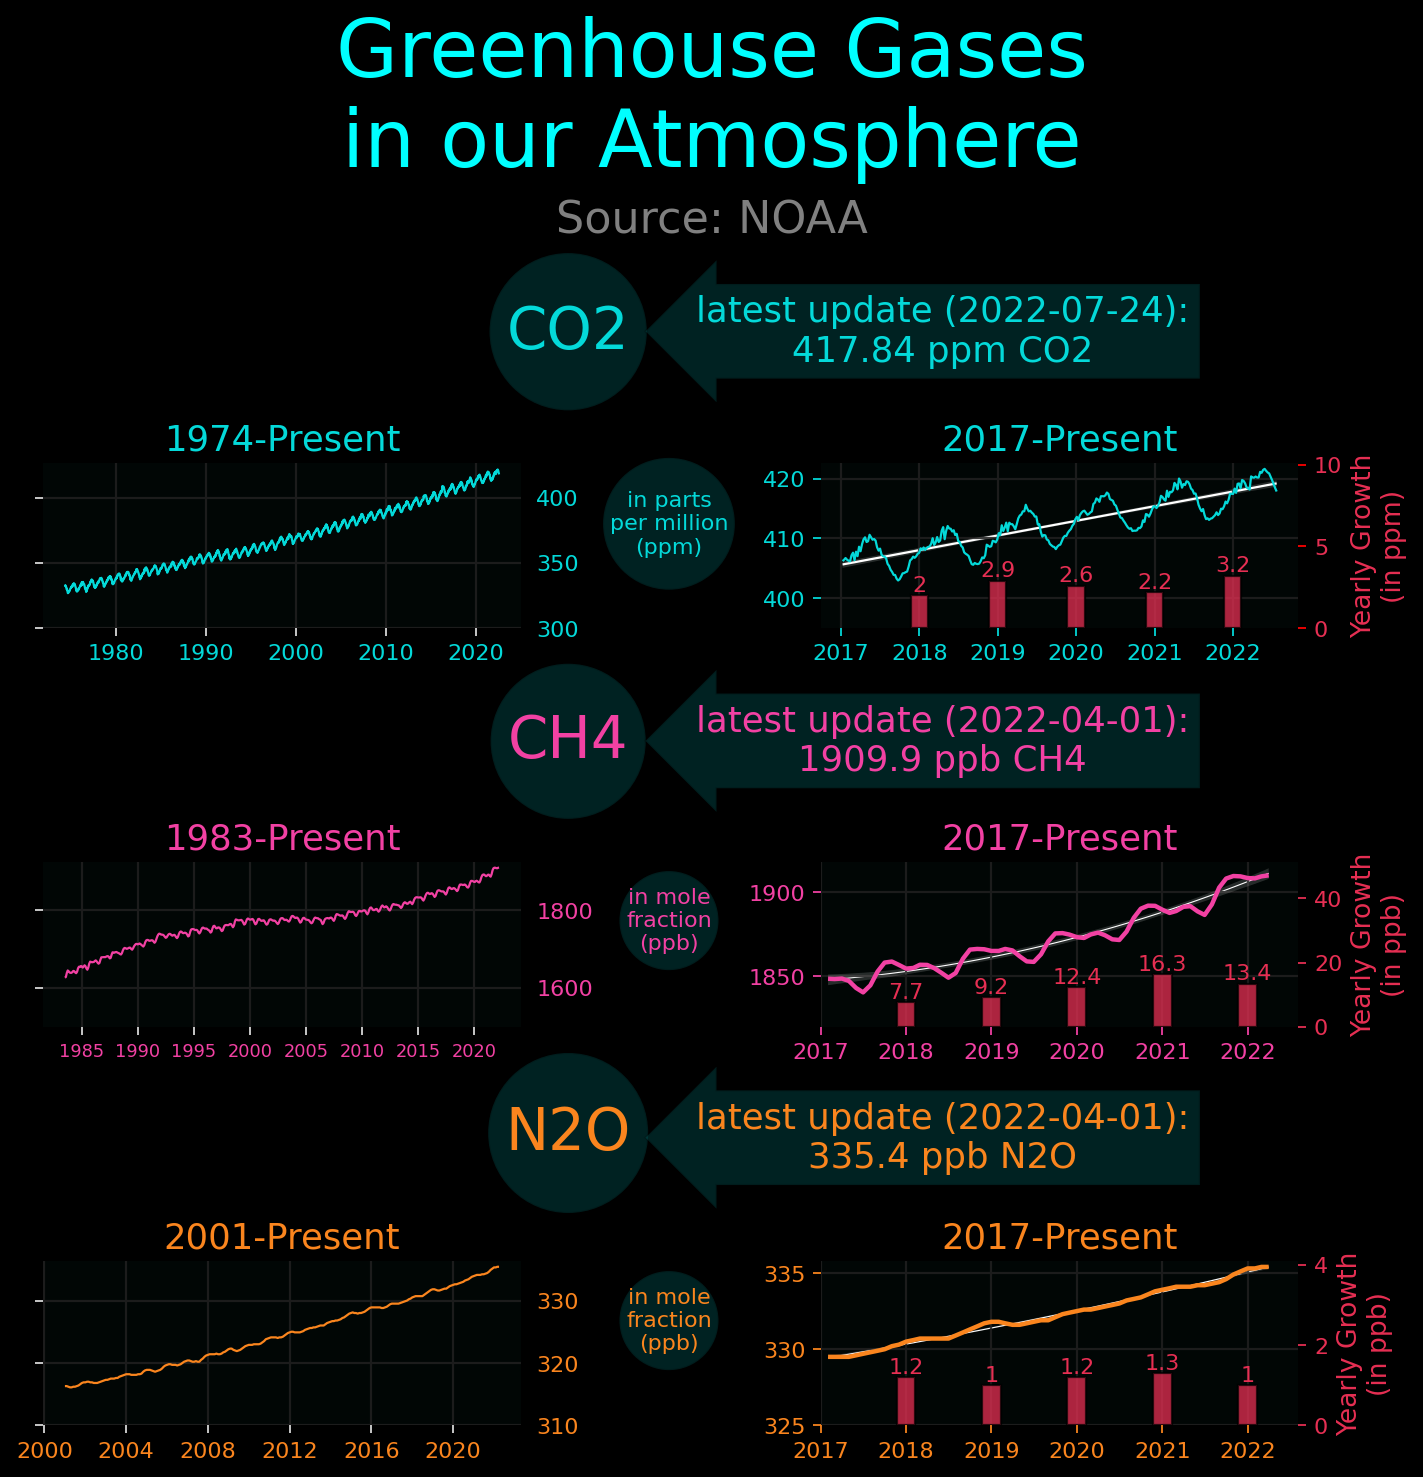 Greenhouse Gases
in our Atmosphere
Source: NOAA
CO2
latest update (2022-07-24):
417.84 ppm CO2
1974-Present
400
350
300
1980 1990 2000 2010 2020
in parts
per million
(ppm)
2017-Present
420
410
400
2 2.9 2.6 2.2 3.2
2017 2018 2019 2020 2021 2022
10
5
0
Yearly Growth
(in ppm)
CH4
latest update (2022-04-01):
1909.9 ppb CH4
1983-Present
1800
1600
1985 1990 1995 2000 2005 2010 2015 2020
in mole
fraction
(ppb)
2017-Present
1900
1850
7.7 9.2 12.4 16.3 13.4
2017 2018 2019 2020 2021 2022
40
20
0
Yearly Growth
(in ppb)
N2O
latest update (2022-04-01):
335.4 ppb N2O
2001-Present
330
320
310
2000 2004 2008 2012 2016 2020
in mole
fraction
(ppb)
2017-Present
335
330
325
1.2 1 1.2 1.3 1
2017 2018 2019 2020 2021 2022
4
2
0
Yearly Growth
(in ppb)